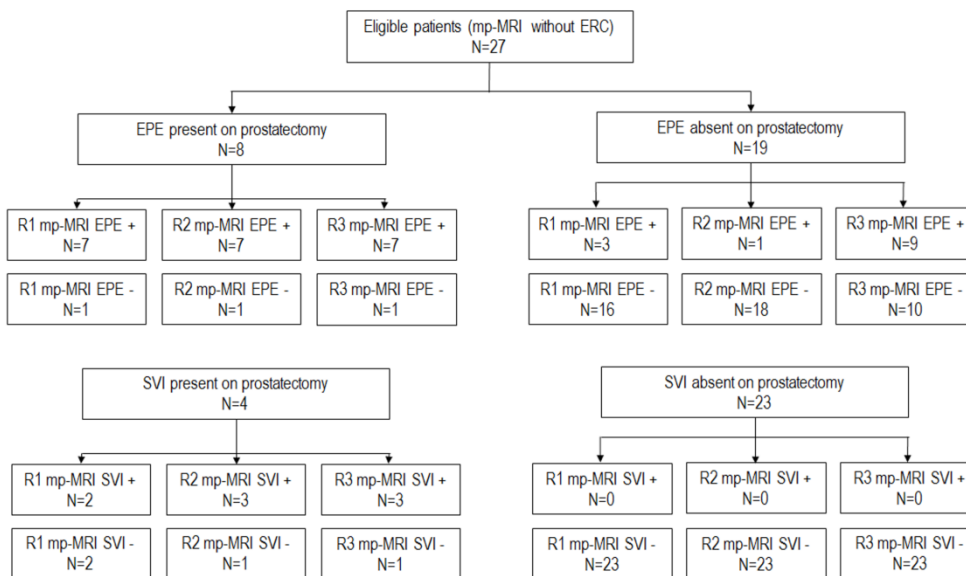 Eligible patients (mp-MRI without ERC)
N=27
EPE present on prostatectomy
N=8
EPE absent on prostatectomy
N=19
R1 mp-MRI EPE +
N=7
R2 mp-MRI EPE +
N=7
R3 mp-MRI EPE +
N=7
R1 mp-MRI EPE +
N=3
R2 mp-MRI EPE +
N=1
R3 mp-MRI EPE +
N=9
R1 mp-MRI EPE -
N=1
R2 mp-MRI EPE -
N=1
R3 mp-MRI EPE -
N=1
R1 mp-MRI EPE -
N=16
R2 mp-MRI EPE -
N=18
R3 mp-MRI EPE -
N=10
SVI present on prostatectomy
N=4
SVI absent on prostatectomy
N=23
R1 mp-MRI SVI +
N=2
R2 mp-MRI SVI +
N=3
R3 mp-MRI SVI +
N=3
R1 mp-MRI SVI +
N=0
R2 mp-MRI SVI +
N=0
R3 mp-MRI SVI +
N=0
R1 mp-MRI SVI -
N=2
R2 mp-MRI SVI -
N=1
R3 mp-MRI SVI -
N=1
R1 mp-MRI SVI -
N=23
R2 mp-MRI SVI -
N=23
R3 mp-MRI SVI -
N=23